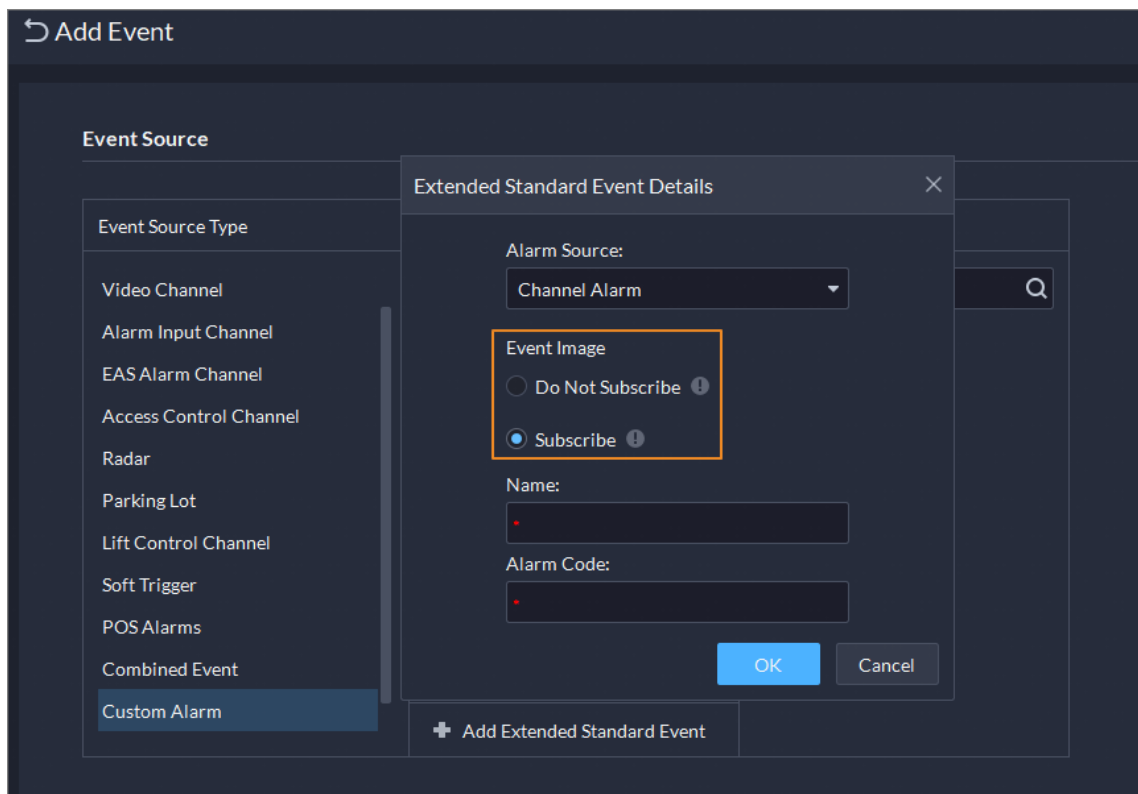 Add Event
Event Source
Event Source Type
Video Channel
Alarm Input Channel
EAS Alarm Channel
Access Control Channel
Radar
Parking Lot
Lift Control Channel
Soft Trigger
POS Alarms
Combined Event
Custom Alarm
Extended Standard Event Details
Alarm Source:
Channel Alarm
Event Image
Do Not Subscribe
Subscribe
Name:
*
Alarm Code:
*
OK Cancel
Add Extended Standard Event